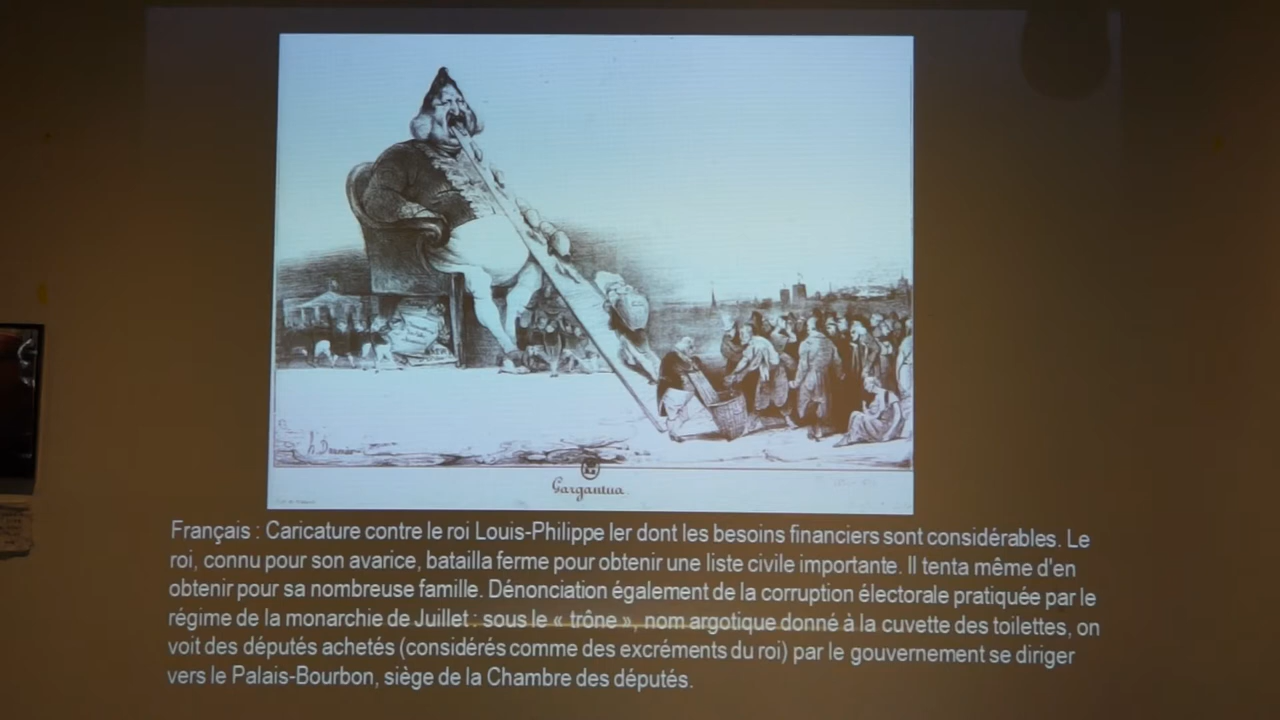 h. Daumier
Gargantua
Français : Caricature contre le roi Louis-Philippe Ier dont les besoins financiers sont considérables. Le
roi, connu pour son avarice, batailla ferme pour obtenir une liste civile importante. Il tenta même d'en
obtenir pour sa nombreuse famille. Dénonciation également de la corruption électorale pratiquée par le
régime de la monarchie de Juillet : sous le « trône », nom argotique donné à la cuvette des toilettes, on
voit des députés achetés (considérés comme des excréments du roi) par le gouvernement se diriger
vers le Palais-Bourbon, siège de la Chambre des députés.